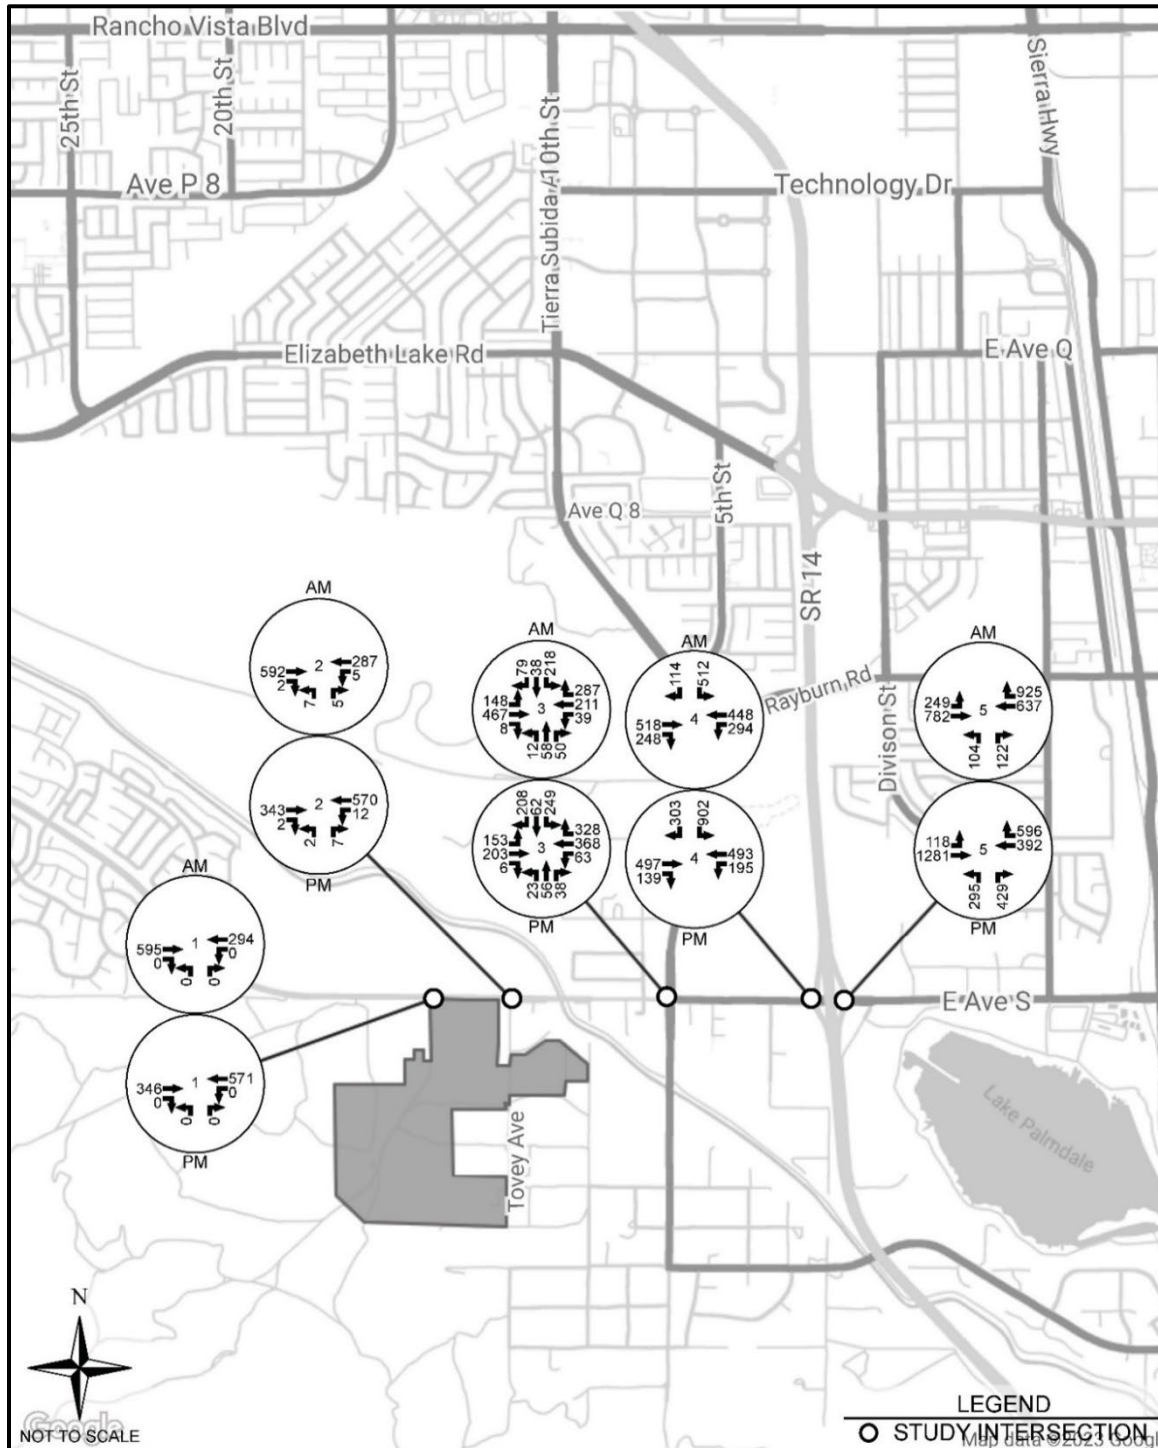 Rancho Vista Blvd
25th St
20th St
Tierra Subida /10th St
Sierra Hwy
Ave P 8
Technology Dr
Elizabeth Lake Rd
E Ave Q
5th St
Ave Q 8
SR 14
AM
2
592
2
287
5
7
5
2
343
2
570
12
2
7
PM
AM
79
38
218
148
467
8
3
287
211
39
12
58
50
208
62
249
153
203
6
3
328
368
63
23
56
38
PM
AM
114
512
4
518
248
448
294
303
902
4
497
139
493
195
PM
Rayburn Rd
Divison St
AM
249
782
5
925
637
104
122
118
1281
5
596
392
295
429
PM
AM
1
595
0
294
0
0
0
1
346
0
571
0
0
0
PM
E Ave S
Lake Palmdale
Tovey Ave
N
Google
NOT TO SCALE
LEGEND
STUDY INTERSECTION
Map data ©2023 Google